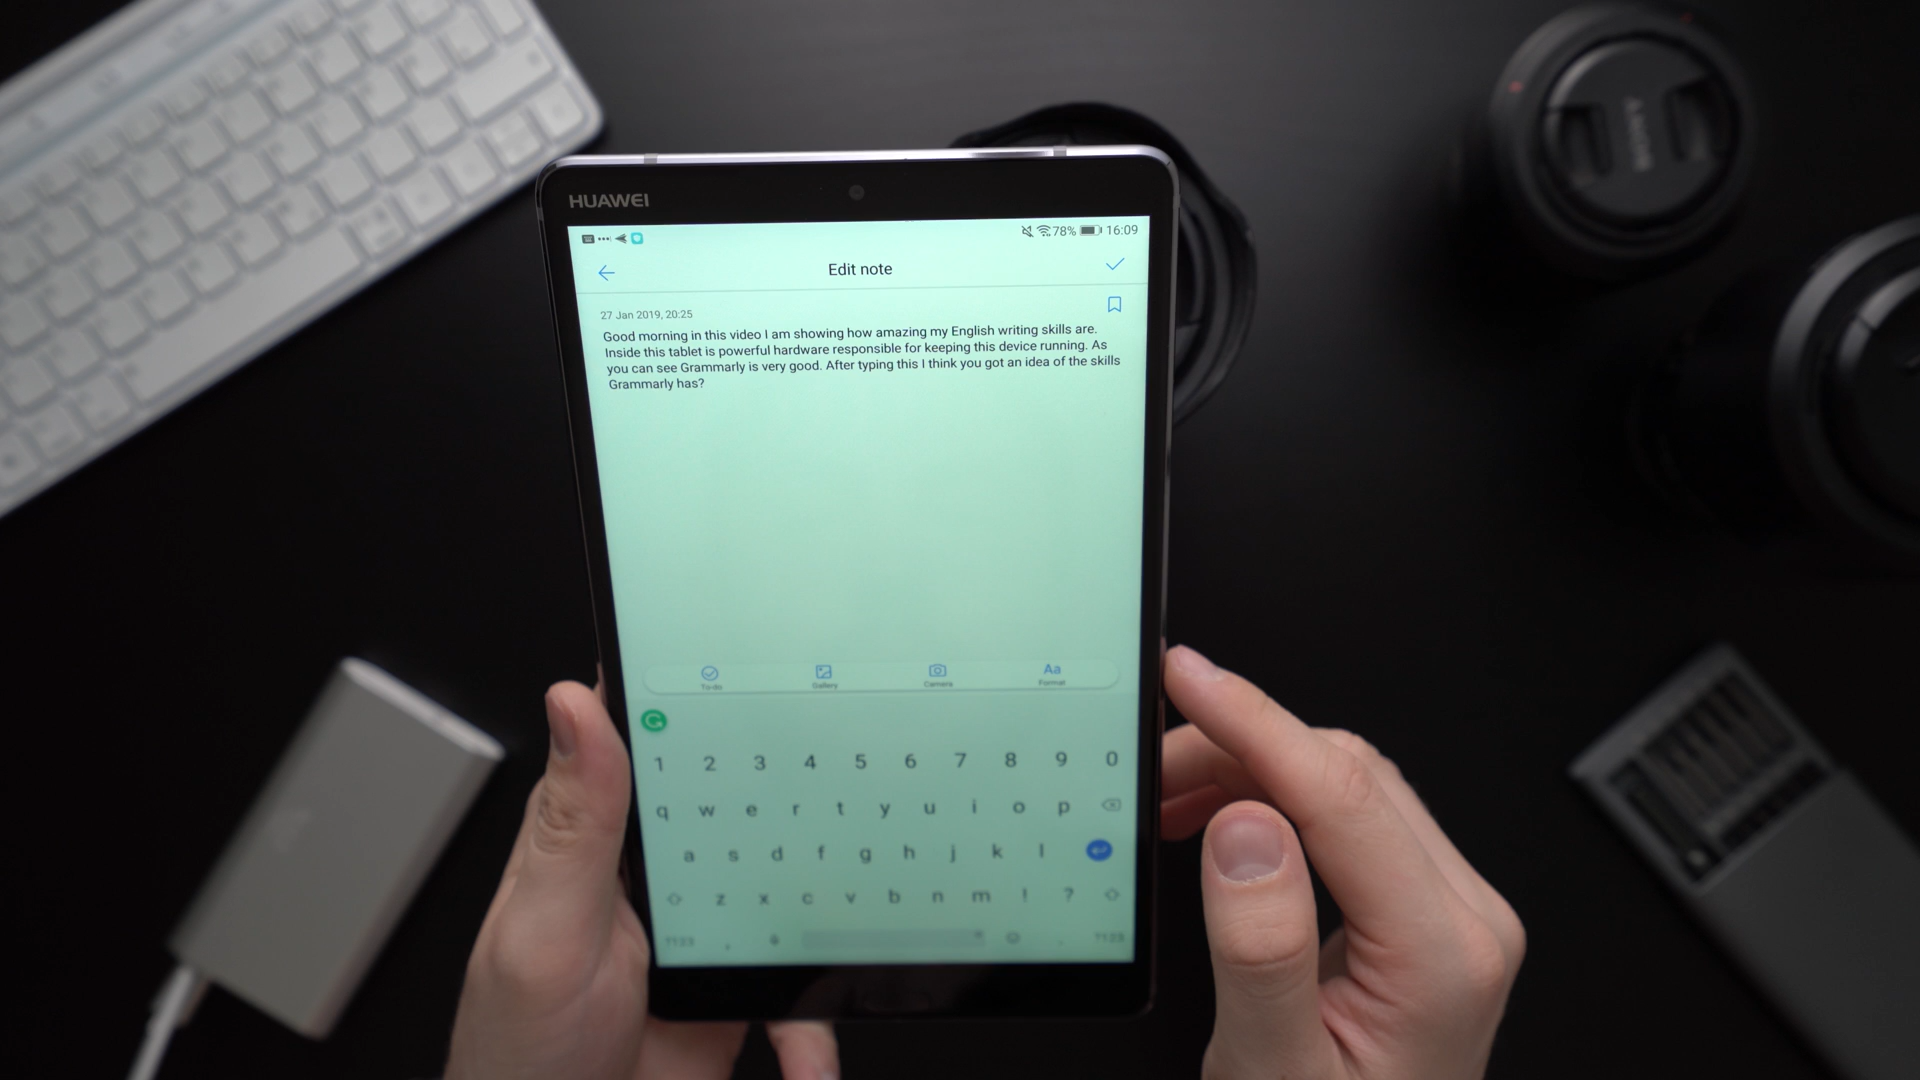 HUAWEI
78% 16:09
Edit note
27 Jan 2019, 20:25
Good morning in this video I am showing how amazing my English writing skills are.
Inside this tablet is powerful hardware responsible for keeping this device running. As
you can see Grammarly is very good. After typing this I think you got an idea of the skills
Grammarly has?
To-do Gallery Camera Aa Format
1 2 3 4 5 6 7 8 9 0
q w e r t y u i o p
a s d f g h j k l
z x c v b n m ! ?
?123 , . ?123
SONY